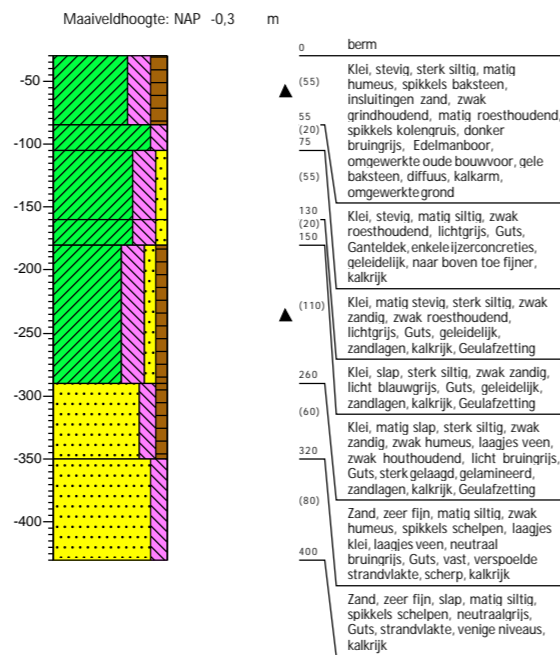 Maaiveldhoogte: NAP -0,3 m
-50
-100
-150
-200
-250
-300
-350
-400
0
(55)
55
(20)
75
(55)
130
(20)
150
(110)
260
(60)
320
(80)
400
berm
Klei, stevig, sterk siltig, matig
humeus, spikkels baksteen,
insluitingen zand, zwak
grindhoudend, matig roesthoudend,
spikkels kolengruis, donker
bruingrijs, Edelmanboor,
omgewerkte oude bouwvoor, gele
baksteen, diffuus, kalkarm,
omgewerkte grond
Klei, stevig, matig siltig, zwak
roesthoudend, lichtgrijs, Guts,
Ganteldek, enkele ijzerconcreties,
geleidelijk, naar boven toe fijner,
kalkrijk
Klei, matig stevig, sterk siltig, zwak
zandig, zwak roesthoudend,
lichtgrijs, Guts, geleidelijk,
zandlagen, kalkrijk, Geulafzetting
Klei, slap, sterk siltig, zwak zandig,
licht blauwgrijs, Guts, geleidelijk,
zandlagen, kalkrijk, Geulafzetting
Klei, matig slap, sterk siltig, zwak
zandig, zwak humeus, laagjes veen,
zwak houthoudend, licht bruingrijs,
Guts, sterk gelaagd, gelamineerd,
zandlagen, kalkrijk, Geulafzetting
Zand, zeer fijn, matig siltig, zwak
humeus, spikkels schelpen, laagjes
klei, laagjes veen, neutraal
bruingrijs, Guts, vast, verspoelde
strandvlakte, scherp, kalkrijk
Zand, zeer fijn, slap, matig siltig,
spikkels schelpen, neutraalgrijs,
Guts, strandvlakte, venige niveaus,
kalkrijk